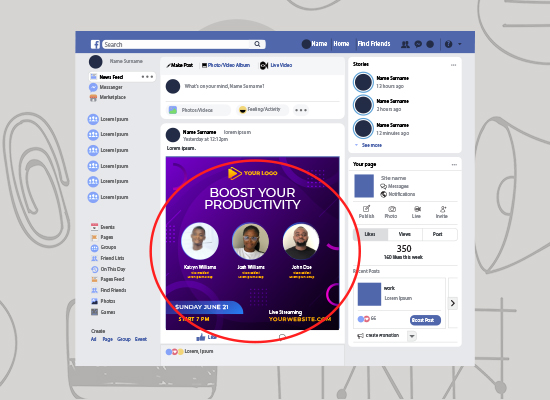 Search
Name Home Find Friends
Name Surname
News Feed
Messenger
Marketplace
Lorem Ipsum
Lorem Ipsum
Lorem Ipsum
Lorem Ipsum
Lorem Ipsum
Lorem Ipsum
Events
Pages
Groups
Friend Lists
On This Day
Pages Feed
Find Friends
Photos
Games
Create
Ad Page Group Event
Make Post Photo/Video Album Live Video
What's on your mind, Name Surname?
Photos/Videos Feeling/Activity
Name Surname lorem ipsum
Yesterday at 12:13pm
Lorem ipsum.
YOUR LOGO
BOOST YOUR
PRODUCTIVITY
Katryn Williams Josh Williams John Doe
SUNDAY JUNE 21
START 7 PM
Live Streaming
YOURWEBSITE.COM
Like
Lorem, Ipsum
Stories
Name Surname
13 hours ago
Name Surname
2 hours ago
Name Surname
12 minutes ago
See more
Your page
Site name
Messages
Notifications
Publish Photo Live Invite
Likes Views Post
350
140 likes this week
Recent Posts
work
Lorem Ipsum
Boost Post
Create Promotion